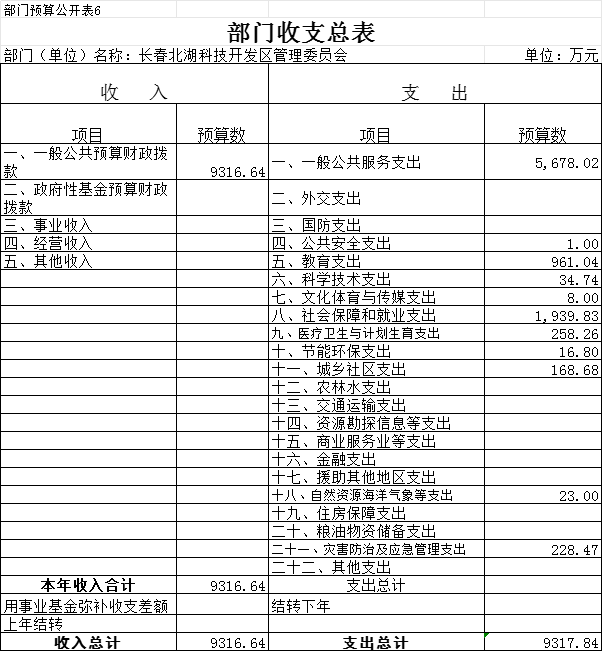 部门预算公开表6
部门收支总表
部门（单位）名称：长春北湖科技开发区管理委员会 单位：万元
收 入 支 出
项目 预算数 项目 预算数
一、一般公共预算财政拨
款 9316.64 一、一般公共服务支出 5,678.02
二、政府性基金预算财政
拨款 二、外交支出
三、事业收入 三、国防支出
四、经营收入 四、公共安全支出 1.00
五、其他收入 五、教育支出 961.04
六、科学技术支出 34.74
七、文化体育与传媒支出 8.00
八、社会保障和就业支出 1,939.83
九、医疗卫生与计划生育支出 258.26
十、节能环保支出 16.80
十一、城乡社区支出 168.68
十二、农林水支出
十三、交通运输支出
十四、资源勘探信息等支出
十五、商业服务业等支出
十六、金融支出
十七、援助其他地区支出
十八、自然资源海洋气象等支出 23.00
十九、住房保障支出
二十、粮油物资储备支出
二十一、灾害防治及应急管理支出 228.47
二十二、其他支出
本年收入合计 9316.64 支出总计
用事业基金弥补收支差额 结转下年
上年结转
收入总计 9316.64 支出总计 9317.84